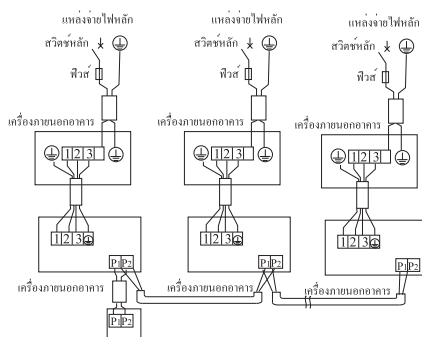 แหล่งจ่ายไฟหลัก แหล่งจ่ายไฟหลัก แหล่งจ่ายไฟหลัก
สวิตช์หลัก สวิตช์หลัก สวิตช์หลัก
ฟิวส์ ฟิวส์ ฟิวส์
เครื่องภายนอกอาคาร เครื่องภายนอกอาคาร เครื่องภายนอกอาคาร
1 2 3 1 2 3 1 2 3
1 2 3 1 2 3 1 2 3
P1 P2 P1 P2 P1 P2
เครื่องภายนอกอาคาร เครื่องภายนอกอาคาร เครื่องภายนอกอาคาร
P1 P2